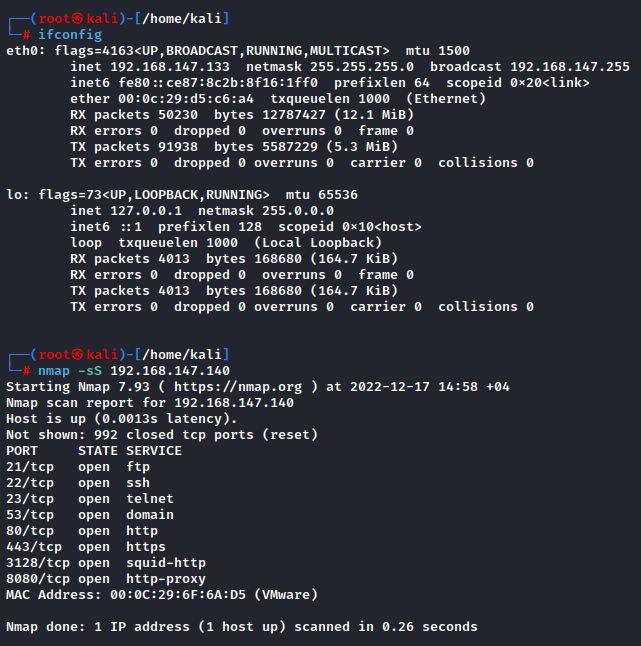 ┌──(root㉿kali)-[/home/kali]
└─# ifconfig
eth0: flags=4163<UP,BROADCAST,RUNNING,MULTICAST>  mtu 1500
        inet 192.168.147.133  netmask 255.255.255.0  broadcast 192.168.147.255
        inet6 fe80::ce87:8c2b:8f16:1ff0  prefixlen 64  scopeid 0×20<link>
        ether 00:0c:29:d5:c6:a4  txqueuelen 1000  (Ethernet)
        RX packets 50230  bytes 12787427 (12.1 MiB)
        RX errors 0  dropped 0  overruns 0  frame 0
        TX packets 91938  bytes 5587229 (5.3 MiB)
        TX errors 0  dropped 0 overruns 0  carrier 0  collisions 0

lo: flags=73<UP,LOOPBACK,RUNNING>  mtu 65536
        inet 127.0.0.1  netmask 255.0.0.0
        inet6 ::1  prefixlen 128  scopeid 0×10<host>
        loop  txqueuelen 1000  (Local Loopback)
        RX packets 4013  bytes 168680 (164.7 KiB)
        RX errors 0  dropped 0  overruns 0  frame 0
        TX packets 4013  bytes 168680 (164.7 KiB)
        TX errors 0  dropped 0 overruns 0  carrier 0  collisions 0

┌──(root㉿kali)-[/home/kali]
└─# nmap -sS 192.168.147.140
Starting Nmap 7.93 ( https://nmap.org ) at 2022-12-17 14:58 +04
Nmap scan report for 192.168.147.140
Host is up (0.0013s latency).
Not shown: 992 closed tcp ports (reset)
PORT     STATE SERVICE
21/tcp   open  ftp
22/tcp   open  ssh
23/tcp   open  telnet
53/tcp   open  domain
80/tcp   open  http
443/tcp  open  https
3128/tcp open  squid-http
8080/tcp open  http-proxy
MAC Address: 00:0C:29:6F:6A:D5 (VMware)

Nmap done: 1 IP address (1 host up) scanned in 0.26 seconds